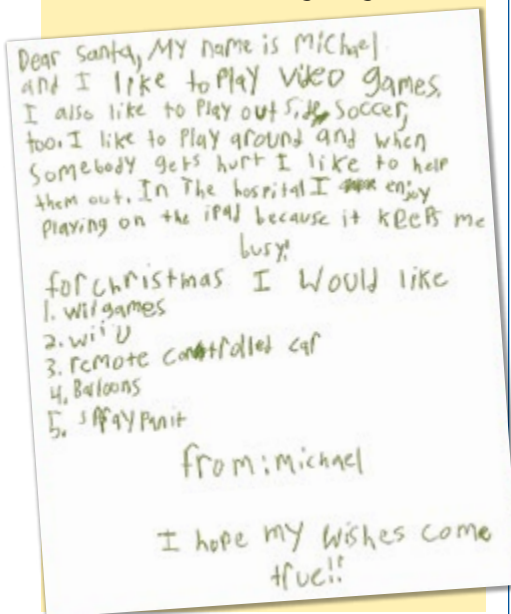 Dear Santa, My name is Michael
and I like to Play video games.
I also like to Play out side, Soccer,
too. I like to Play around and when
Somebody gets hurt I like to help
them out. In The hospital I enjoy
Playing on the iPad because it keeps me
busy!
for christmas I Would like
1. wii games
2. wii U
3. remote controlled car
4. Balloons
5. sPray Panit
from: michael
I hope my wishes come
true!!